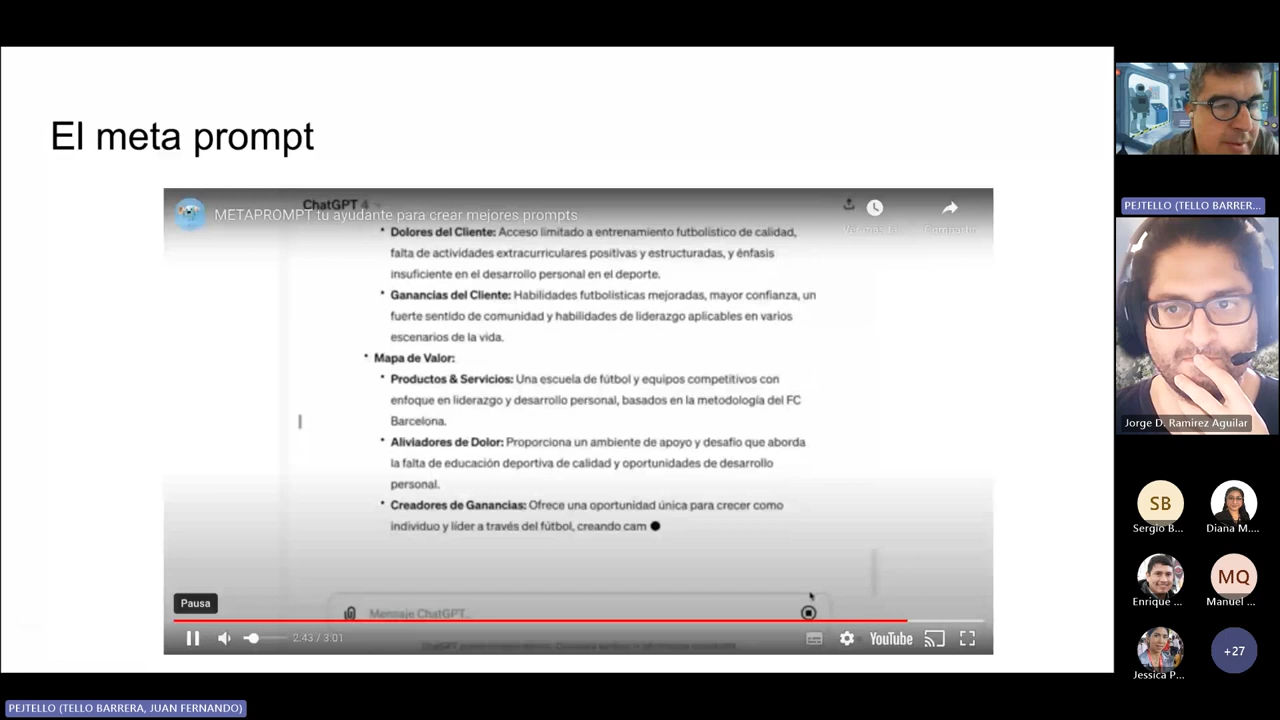 El meta prompt
ChatGPT 4
METAPROMPT tu ayudante para crear mejores prompts
• Dolores del Cliente: Acceso limitado a entrenamiento futbolístico de calidad,
falta de actividades extracurriculares positivas y estructuradas, y énfasis
insuficiente en el desarrollo personal en el deporte.
• Ganancias del Cliente: Habilidades futbolísticas mejoradas, mayor confianza, un
fuerte sentido de comunidad y habilidades de liderazgo aplicables en varios
escenarios de la vida.
• Mapa de Valor:
• Productos & Servicios: Una escuela de fútbol y equipos competitivos con
enfoque en liderazgo y desarrollo personal, basados en la metodología del FC
Barcelona.
• Aliviadores de Dolor: Proporciona un ambiente de apoyo y desafío que aborda
la falta de educación deportiva de calidad y oportunidades de desarrollo
personal.
• Creadores de Ganancias: Ofrece una oportunidad única para crecer como
individuo y líder a través del fútbol, creando cam
Pausa
Mensaje ChatGPT...
2:43 / 3:01
YouTube
PEJTELLO (TELLO BARRER...
Jorge D. Ramirez Aguilar
SB
Sergio B...
Diana M....
Enrique ...
MQ
Manuel ...
Jessica P...
+27
PEJTELLO (TELLO BARRERA, JUAN FERNANDO)